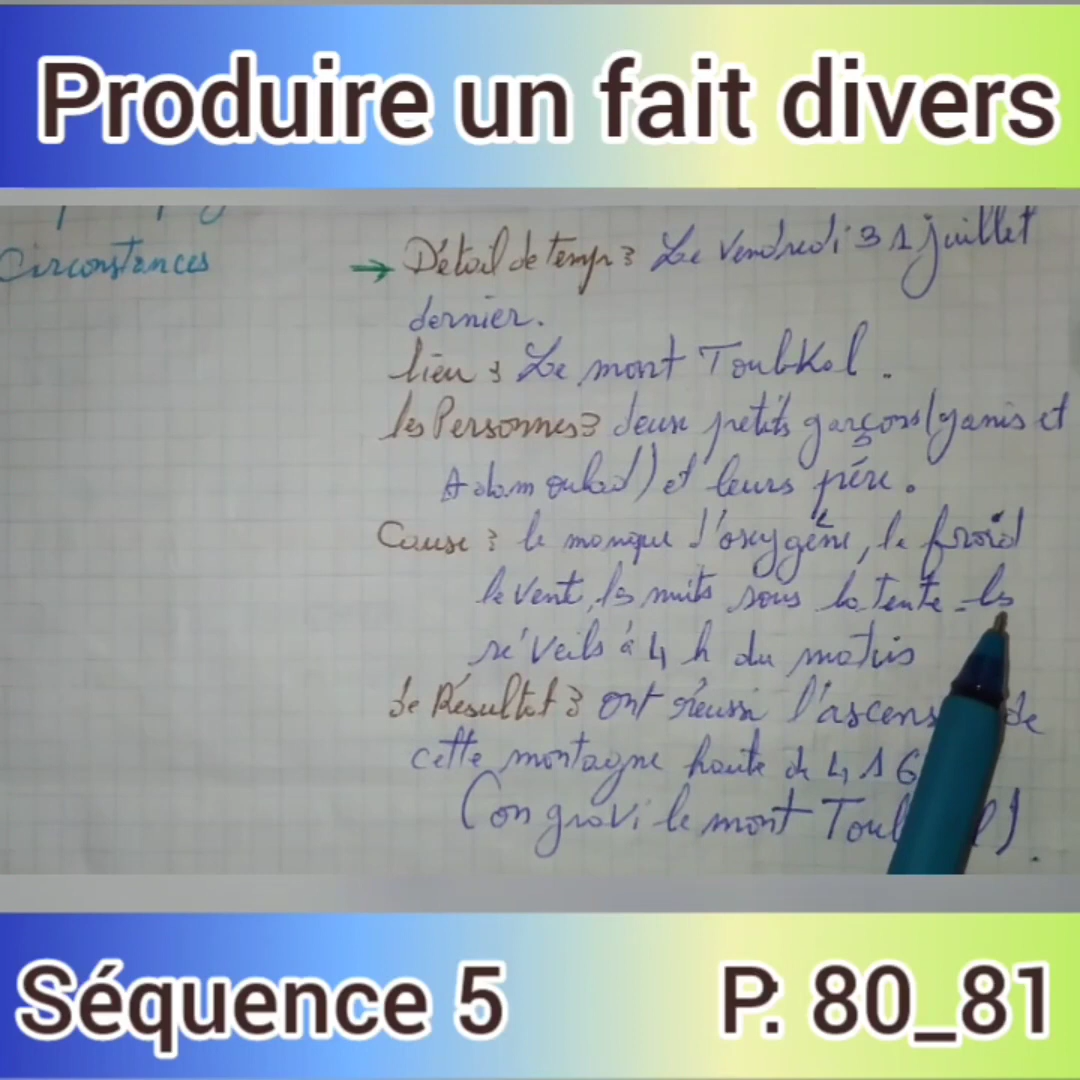 Produire un fait divers
Circonstances
→ Détail de temps : Le Vendredi 31 juillet
dernier.
lieu : Le mont ToubKal.
les Personnes : deux petits garçons (yanis et
Adam oulad) et leurs père.
Cause : le manque d'oxygène, le froid
le vent, les nuits sous la tente - les
réveils à 4 h du matin
Le Résultat : ont réussi l'ascens de
cette montagne haute de 416
(on gravi le mont Toul l).
Séquence 5
P. 80_81